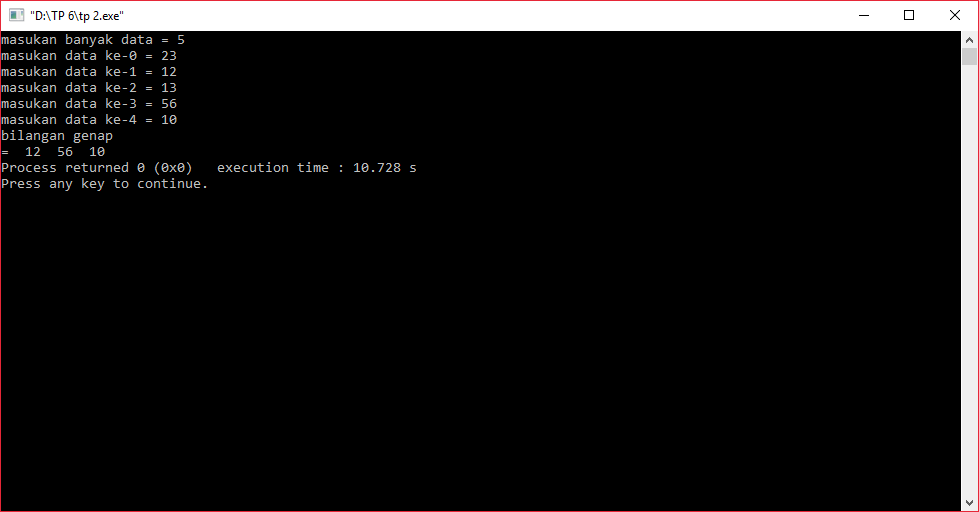 "D:\TP 6\tp 2.exe"
masukan banyak data = 5
masukan data ke-0 = 23
masukan data ke-1 = 12
masukan data ke-2 = 13
masukan data ke-3 = 56
masukan data ke-4 = 10
bilangan genap
=  12  56  10
Process returned 0 (0x0)   execution time : 10.728 s
Press any key to continue.